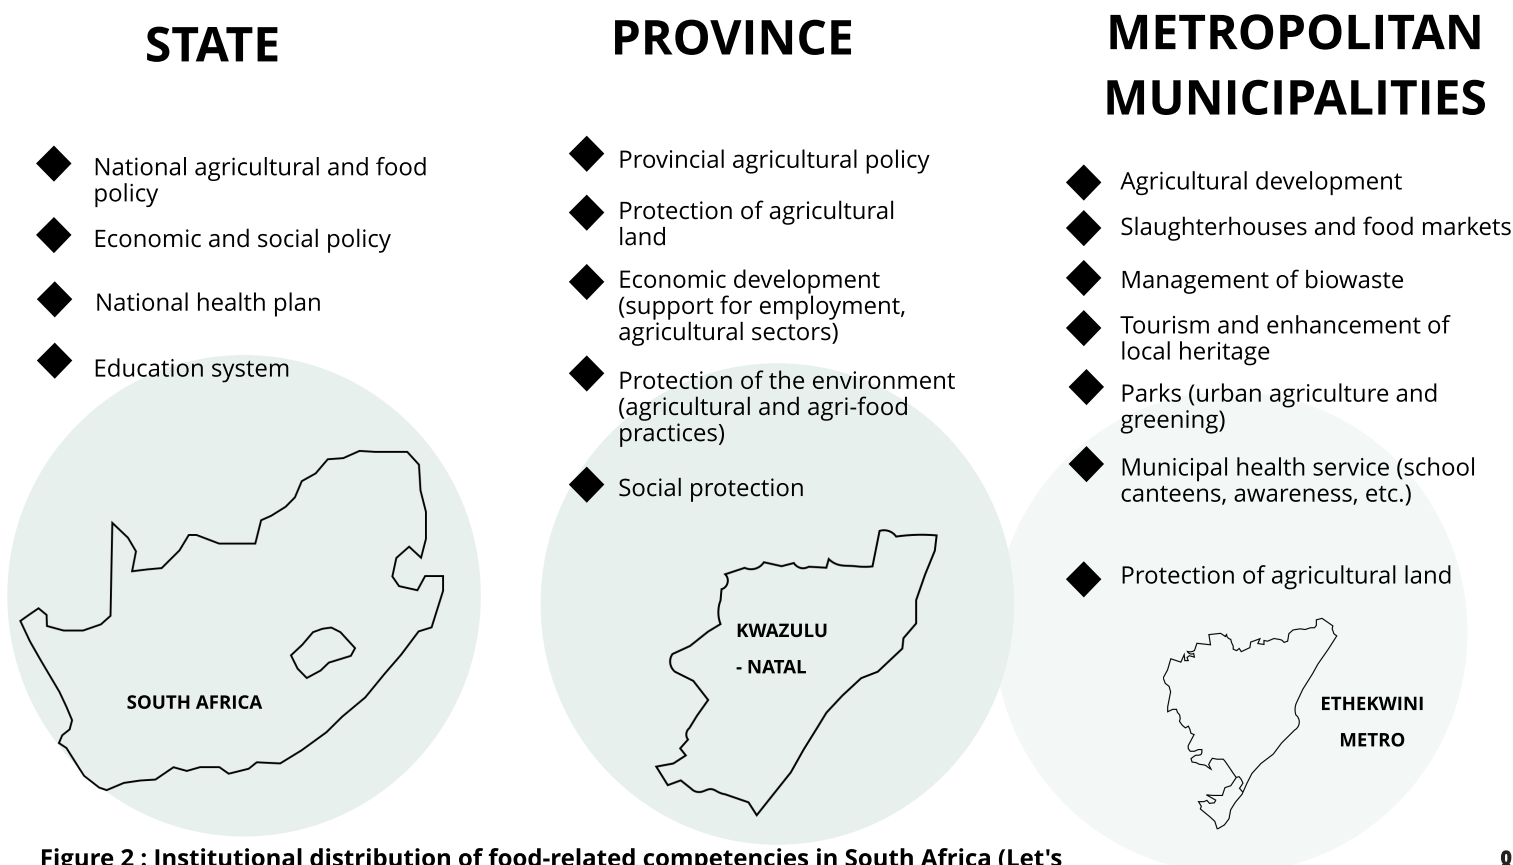 STATE
National agricultural and food
policy
Economic and social policy
National health plan
Education system
SOUTH AFRICA
PROVINCE
Provincial agricultural policy
Protection of agricultural
land
Economic development
(support for employment,
agricultural sectors)
Protection of the environment
(agricultural and agri-food
practices)
Social protection
KWAZULU
- NATAL
METROPOLITAN
MUNICIPALITIES
Agricultural development
Slaughterhouses and food markets
Management of biowaste
Tourism and enhancement of
local heritage
Parks (urban agriculture and
greening)
Municipal health service (school
canteens, awareness, etc.)
Protection of agricultural land
ETHEKWINI
METRO
Figure 2 : Institutional distribution of food-related competencies in South Africa (Let's